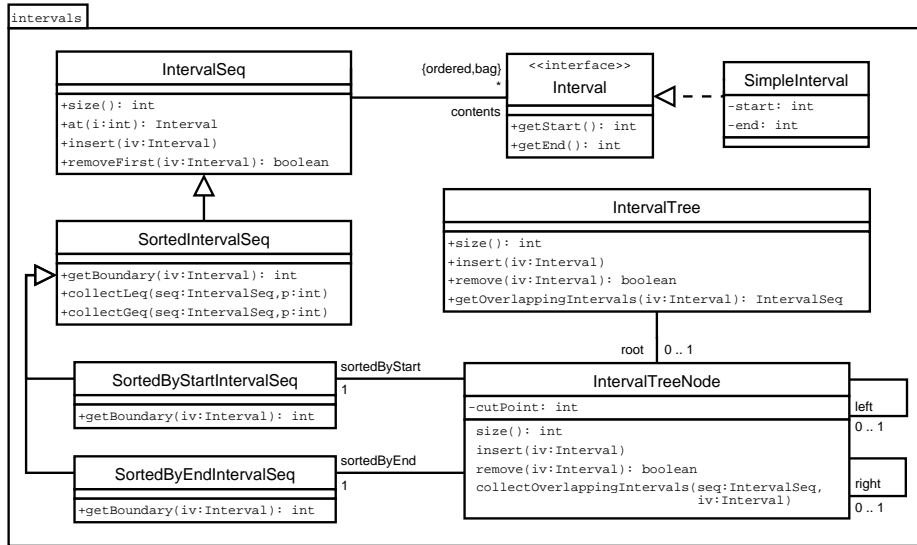 intervals
IntervalSeq
+size(): int
+at(i:int): Interval
+insert(iv:Interval)
+removeFirst(iv:Interval): boolean
{ordered,bag}
*
contents
<<interface>>
Interval
+getStart(): int
+getEnd(): int
SimpleInterval
-start: int
-end: int
SortedIntervalSeq
+getBoundary(iv:Interval): int
+collectLeq(seq:IntervalSeq,p:int)
+collectGeq(seq:IntervalSeq,p:int)
IntervalTree
+size(): int
+insert(iv:Interval)
+remove(iv:Interval): boolean
+getOverlappingIntervals(iv:Interval): IntervalSeq
root 0 .. 1
SortedByStartIntervalSeq
+getBoundary(iv:Interval): int
sortedByStart
1
SortedByEndIntervalSeq
+getBoundary(iv:Interval): int
sortedByEnd
1
IntervalTreeNode
-cutPoint: int
size(): int
insert(iv:Interval)
remove(iv:Interval): boolean
collectOverlappingIntervals(seq:IntervalSeq,
iv:Interval)
left
0 .. 1
right
0 .. 1